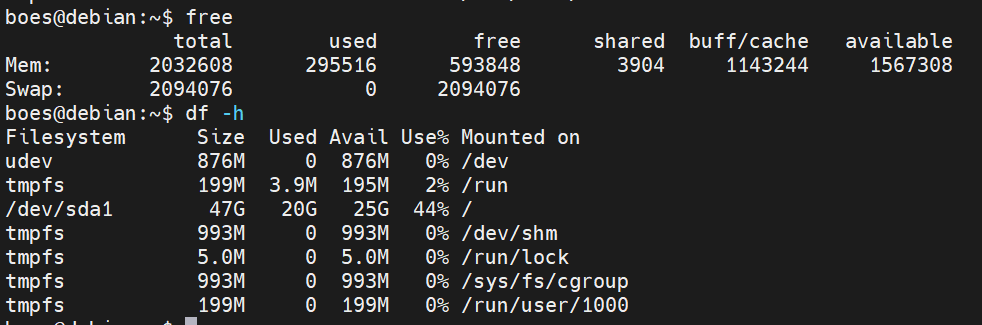 boes@debian:~$ free
              total        used        free      shared  buff/cache   available
Mem:        2032608      295516      593848        3904     1143244     1567308
Swap:       2094076           0     2094076
boes@debian:~$ df -h
Filesystem      Size  Used Avail Use% Mounted on
udev            876M     0  876M   0% /dev
tmpfs           199M  3.9M  195M   2% /run
/dev/sda1        47G   20G   25G  44% /
tmpfs           993M     0  993M   0% /dev/shm
tmpfs           5.0M     0  5.0M   0% /run/lock
tmpfs           993M     0  993M   0% /sys/fs/cgroup
tmpfs           199M     0  199M   0% /run/user/1000
boes@debian:~$